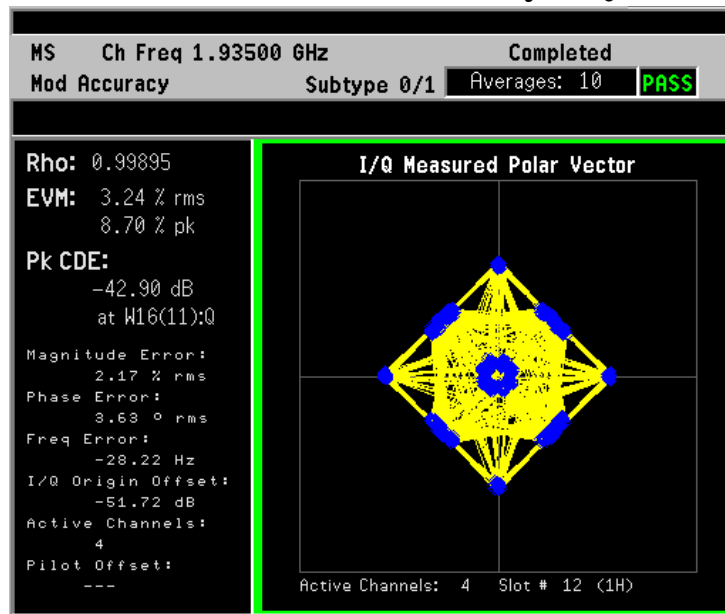 MS Ch Freq 1.93500 GHz Completed
Mod Accuracy Subtype 0/1 Averages: 10 PASS
Rho: 0.99895
EVM: 3.24 % rms
8.70 % pk
Pk CDE:
-42.90 dB
at W16(11):Q
Magnitude Error:
2.17 % rms
Phase Error:
3.63 º rms
Freq Error:
-28.22 Hz
I/Q Origin Offset:
-51.72 dB
Active Channels:
4
Pilot Offset:
---
I/Q Measured Polar Vector
Active Channels: 4 Slot # 12 (1H)